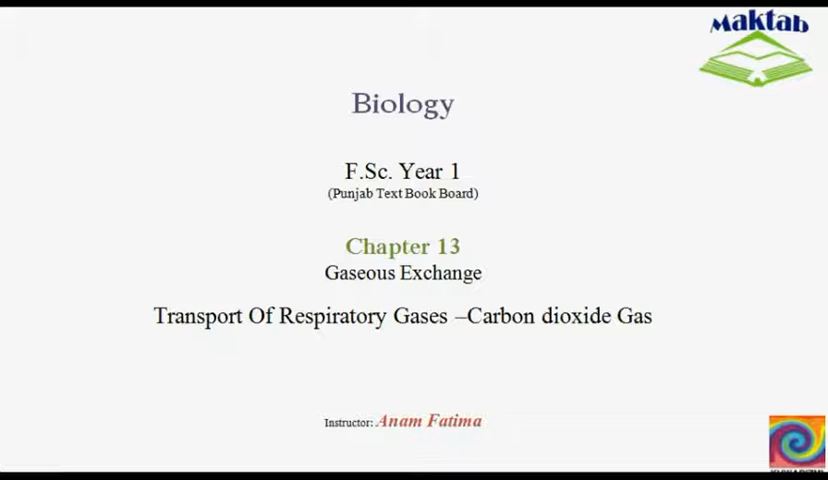 Maktab
Biology
F.Sc. Year 1
(Punjab Text Book Board)
Chapter 13
Gaseous Exchange
Transport Of Respiratory Gases –Carbon dioxide Gas
Instructor: Anam Fatima